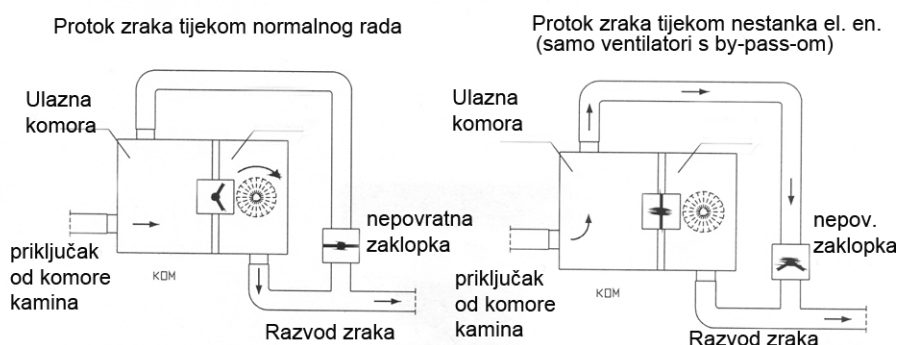 Protok zraka tijekom normalnog rada
Ulazna
komora
nepovratna
zaklopka
priključak
od komore
kamina
KOM
Razvod zraka
Protok zraka tijekom nestanka el. en.
(samo ventilatori s by-pass-om)
Ulazna
komora
nepov.
zaklopka
priključak
od komore
kamina
KOM
Razvod zraka